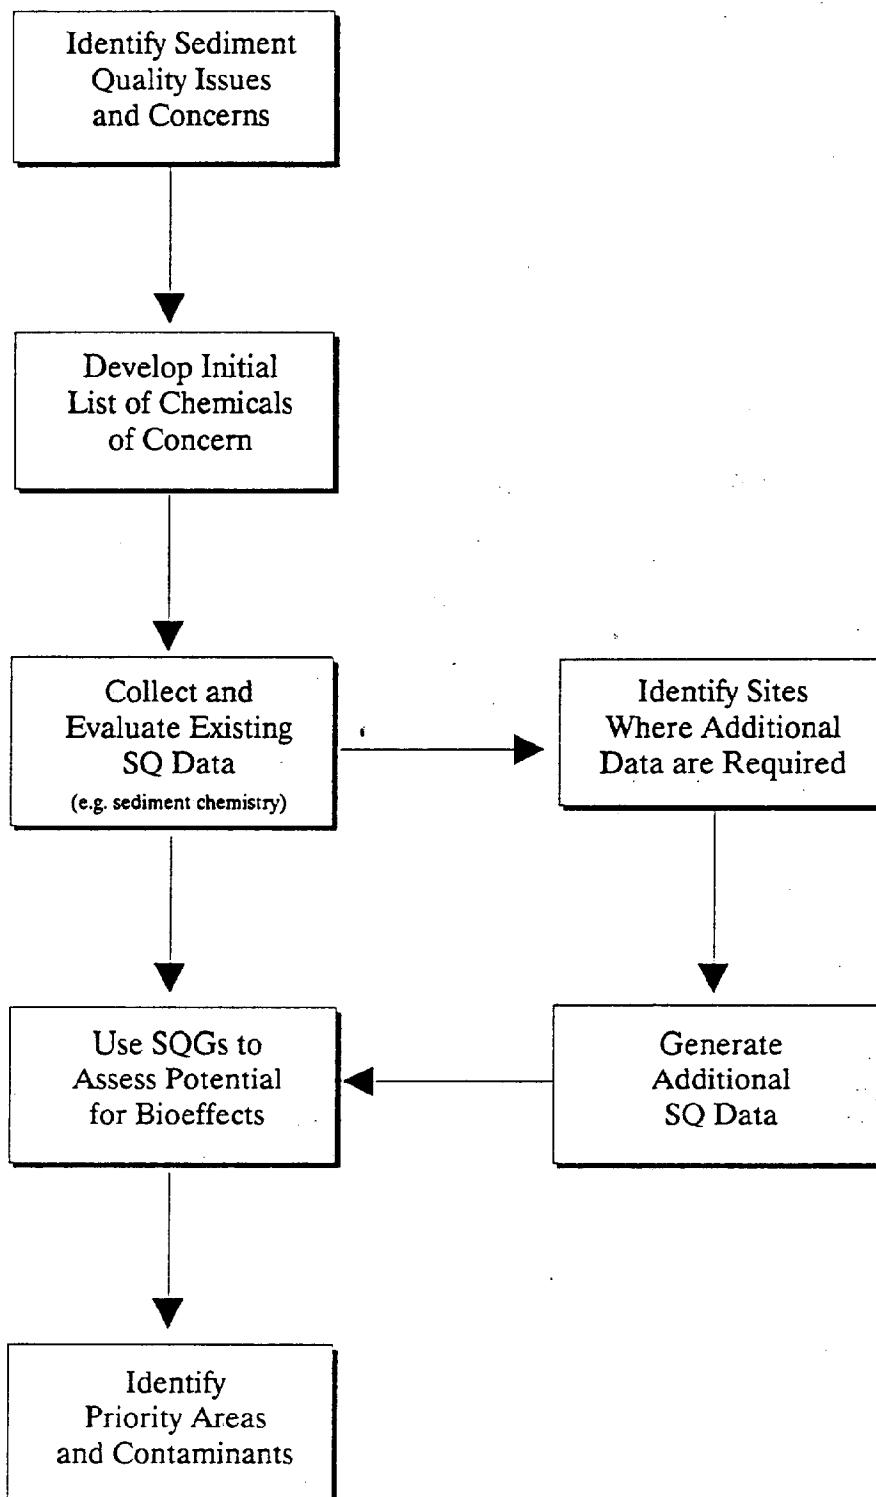 Identify Sediment
Quality Issues
and Concerns
Develop Initial
List of Chemicals
of Concern
Collect and
Evaluate Existing
SQ Data
(e.g. sediment chemistry)
Identify Sites
Where Additional
Data are Required
Use SQGs to
Assess Potential
for Bioeffects
Generate
Additional
SQ Data
Identify
Priority Areas
and Contaminants